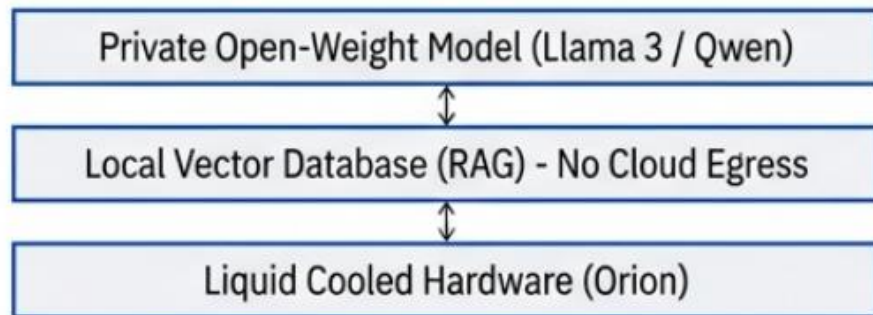 Private Open-Weight Model (Llama 3 / Qwen)
Local Vector Database (RAG) - No Cloud Egress
Liquid Cooled Hardware (Orion)